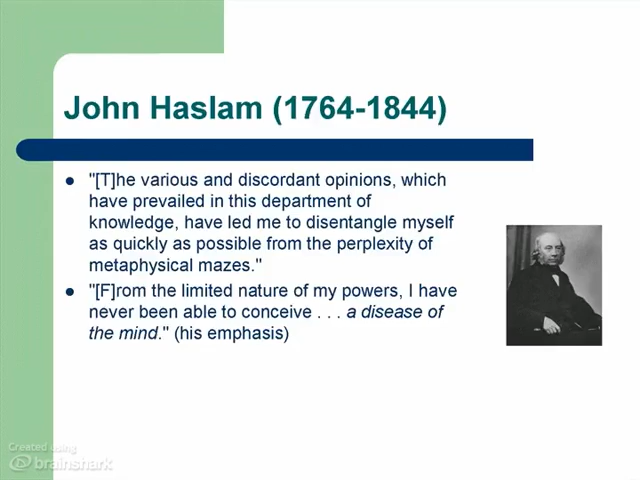 John Haslam (1764-1844)
"[T]he various and discordant opinions, which
have prevailed in this department of
knowledge, have led me to disentangle myself
as quickly as possible from the perplexity of
metaphysical mazes."
"[F]rom the limited nature of my powers, I have
never been able to conceive . . . a disease of
the mind." (his emphasis)
Created using
brainshark